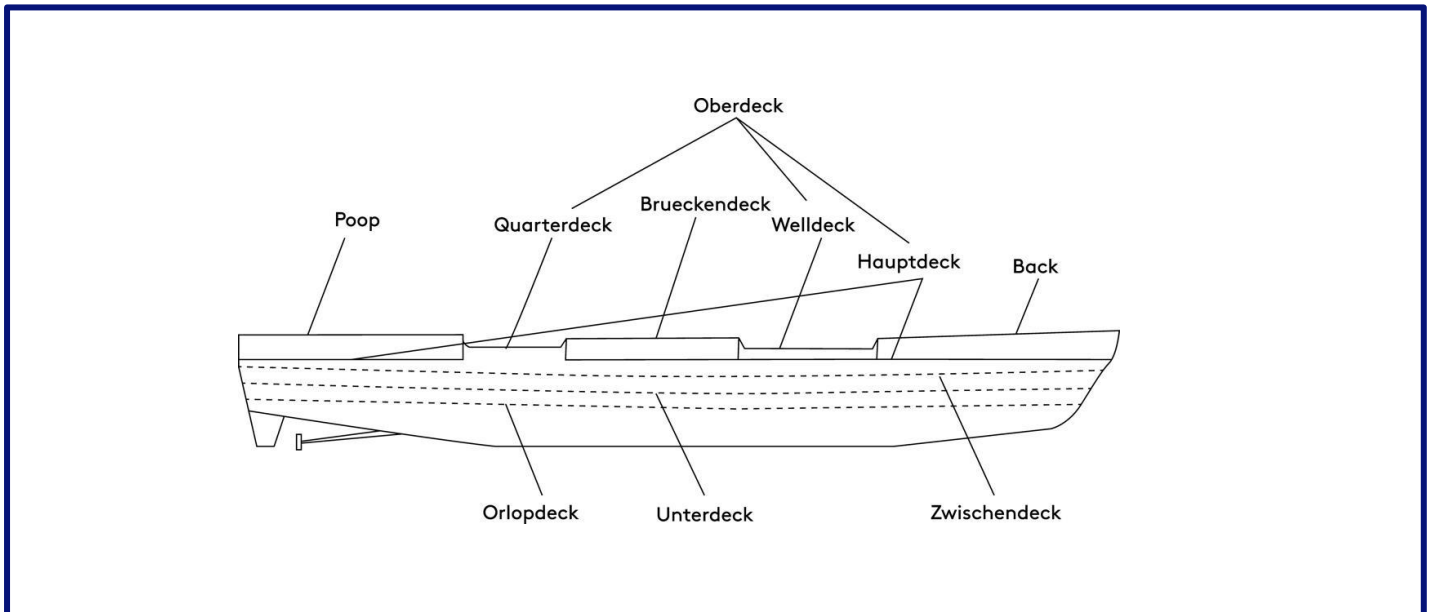 Oberdeck
Brueckendeck
Poop
Quarterdeck
Welldeck
Hauptdeck
Back
Orlopdeck
Unterdeck
Zwischendeck